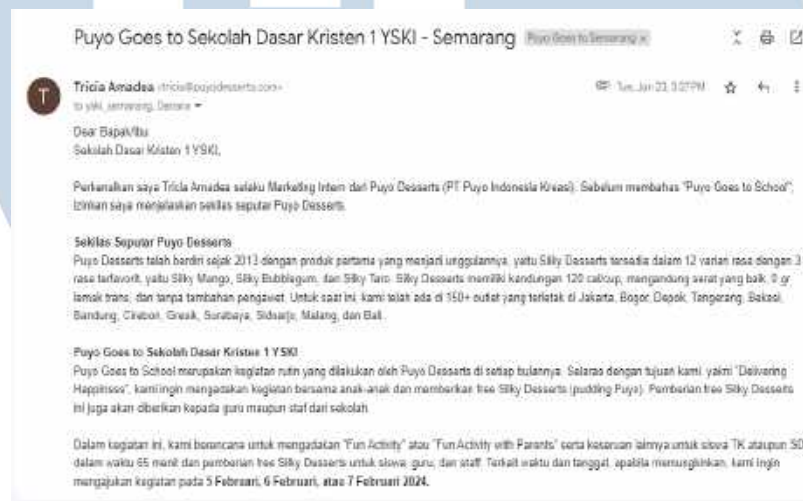 Puyo Goes to Sekolah Dasar Kristen 1 YSKI - Semarang Puyo Goes to Semarang x
Tricia Amadea <tricia@puyodesserts.com> Tue, Jan 23, 3:07 PM
T
to yski_semarang,
Dear Bapak/Ibu
Sekolah Dasar Kristen 1 YSKI,
Perkenalkan saya Tricia Amadea selaku Marketing Intern dari Puyo Desserts (PT Puyo Indonesia Kreasi). Sebelum membahas "Puyo Goes to School",
izinkan saya menjelaskan sekilas seputar Puyo Desserts.
Sekilas Seputar Puyo Desserts
Puyo Desserts telah berdiri sejak 2013 dengan produk pertama yang menjadi unggulannya, yaitu Silky Desserts tersedia dalam 12 varian rasa dengan 3
rasa terfavorit, yaitu Silky Mango, Silky Bubblegum, dan Silky Taro. Silky Desserts memiliki kandungan 120 cal/cup, mengandung serat yang baik, 0 gr
lemak trans, dan tanpa tambahan pengawet. Untuk saat ini, kami telah ada di 150+ outlet yang terletak di Jakarta, Bogor, Depok, Tangerang, Bekasi,
Bandung, Cirebon, Gresik, Surabaya, Sidoarjo, Malang, dan Bali.
Puyo Goes to Sekolah Dasar Kristen 1 YSKI
Puyo Goes to School merupakan kegiatan rutin yang dilakukan oleh Puyo Desserts di setiap bulannya. Selaras dengan tujuan kami, yakni "Delivering
Happiness", kami ingin mengadakan kegiatan bersama anak-anak dan memberikan free Silky Desserts (pudding Puyo). Pemberian free Silky Desserts
ini juga akan diberikan kepada guru maupun staf dari sekolah.
Dalam kegiatan ini, kami berencana untuk mengadakan "Fun Activity" atau "Fun Activity with Parents" serta keseruan lainnya untuk siswa TK ataupun SD
dalam waktu 65 menit dan pemberian free Silky Desserts untuk siswa, guru, dan staff. Terkait waktu dan tanggal, apabila memungkinkan, kami ingin
mengajukan kegiatan pada 5 Februari, 6 Februari, atau 7 Februari 2024.